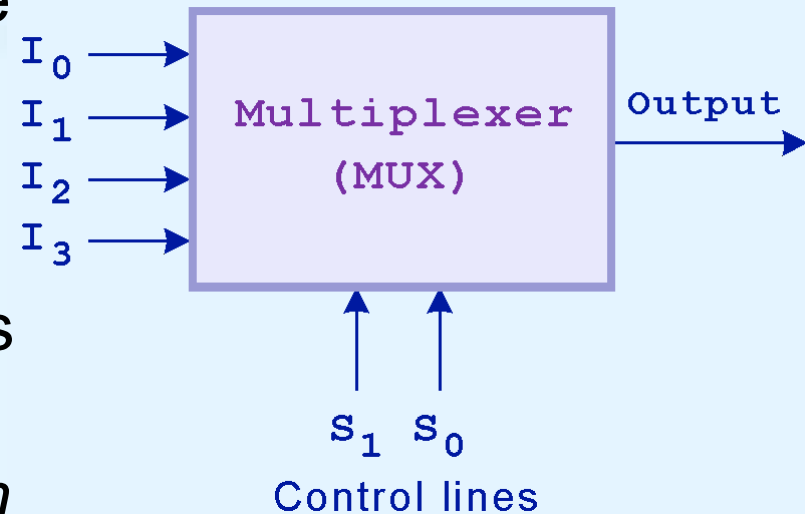 e
I0
I1
I2
I3
Multiplexer
(MUX)
Output
s
S1 S0
n
Control lines